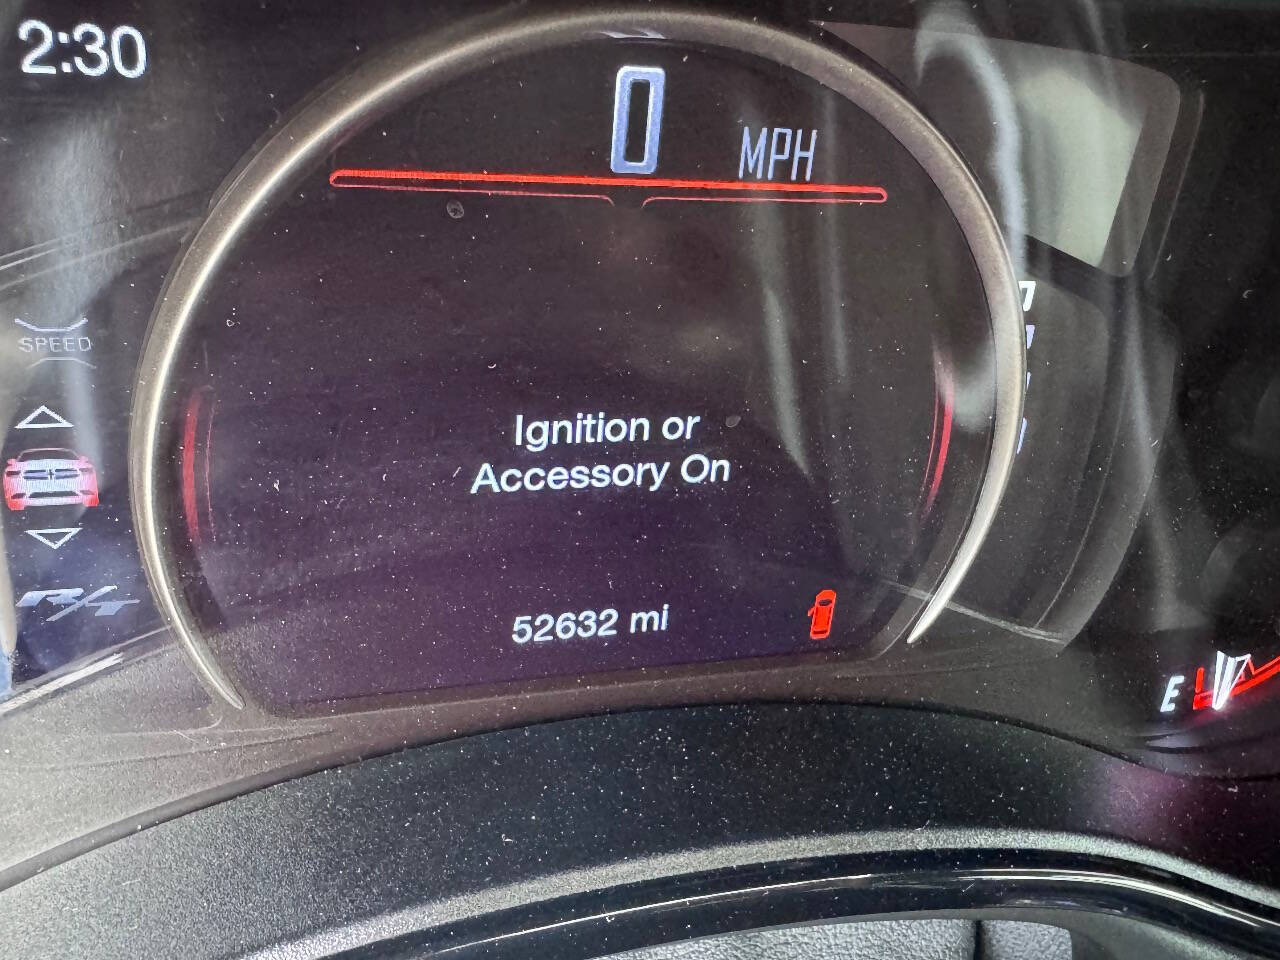 2:30
0 MPH
SPEED
Ignition or
Accessory On
R/T
52632 mi
E